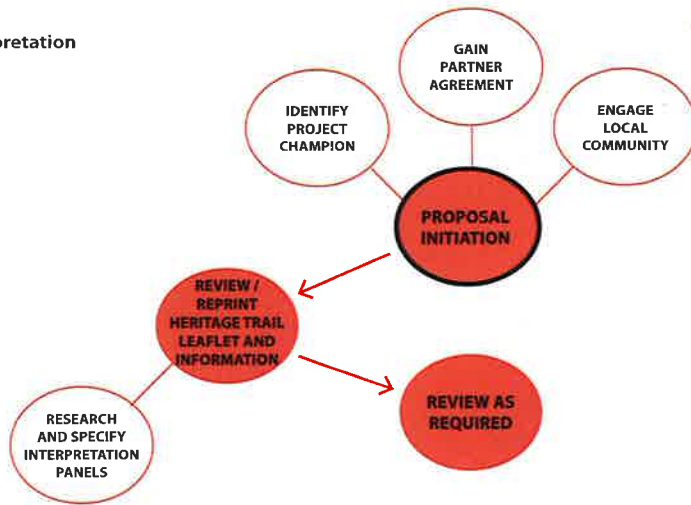 pretation
GAIN
PARTNER
AGREEMENT
IDENTIFY
PROJECT
CHAMPION
ENGAGE
LOCAL
COMMUNITY
PROPOSAL
INITIATION
REVIEW /
REPRINT
HERITAGE TRAIL
LEAFLET AND
INFORMATION
REVIEW AS
REQUIRED
RESEARCH
AND SPECIFY
INTERPRETATION
PANELS